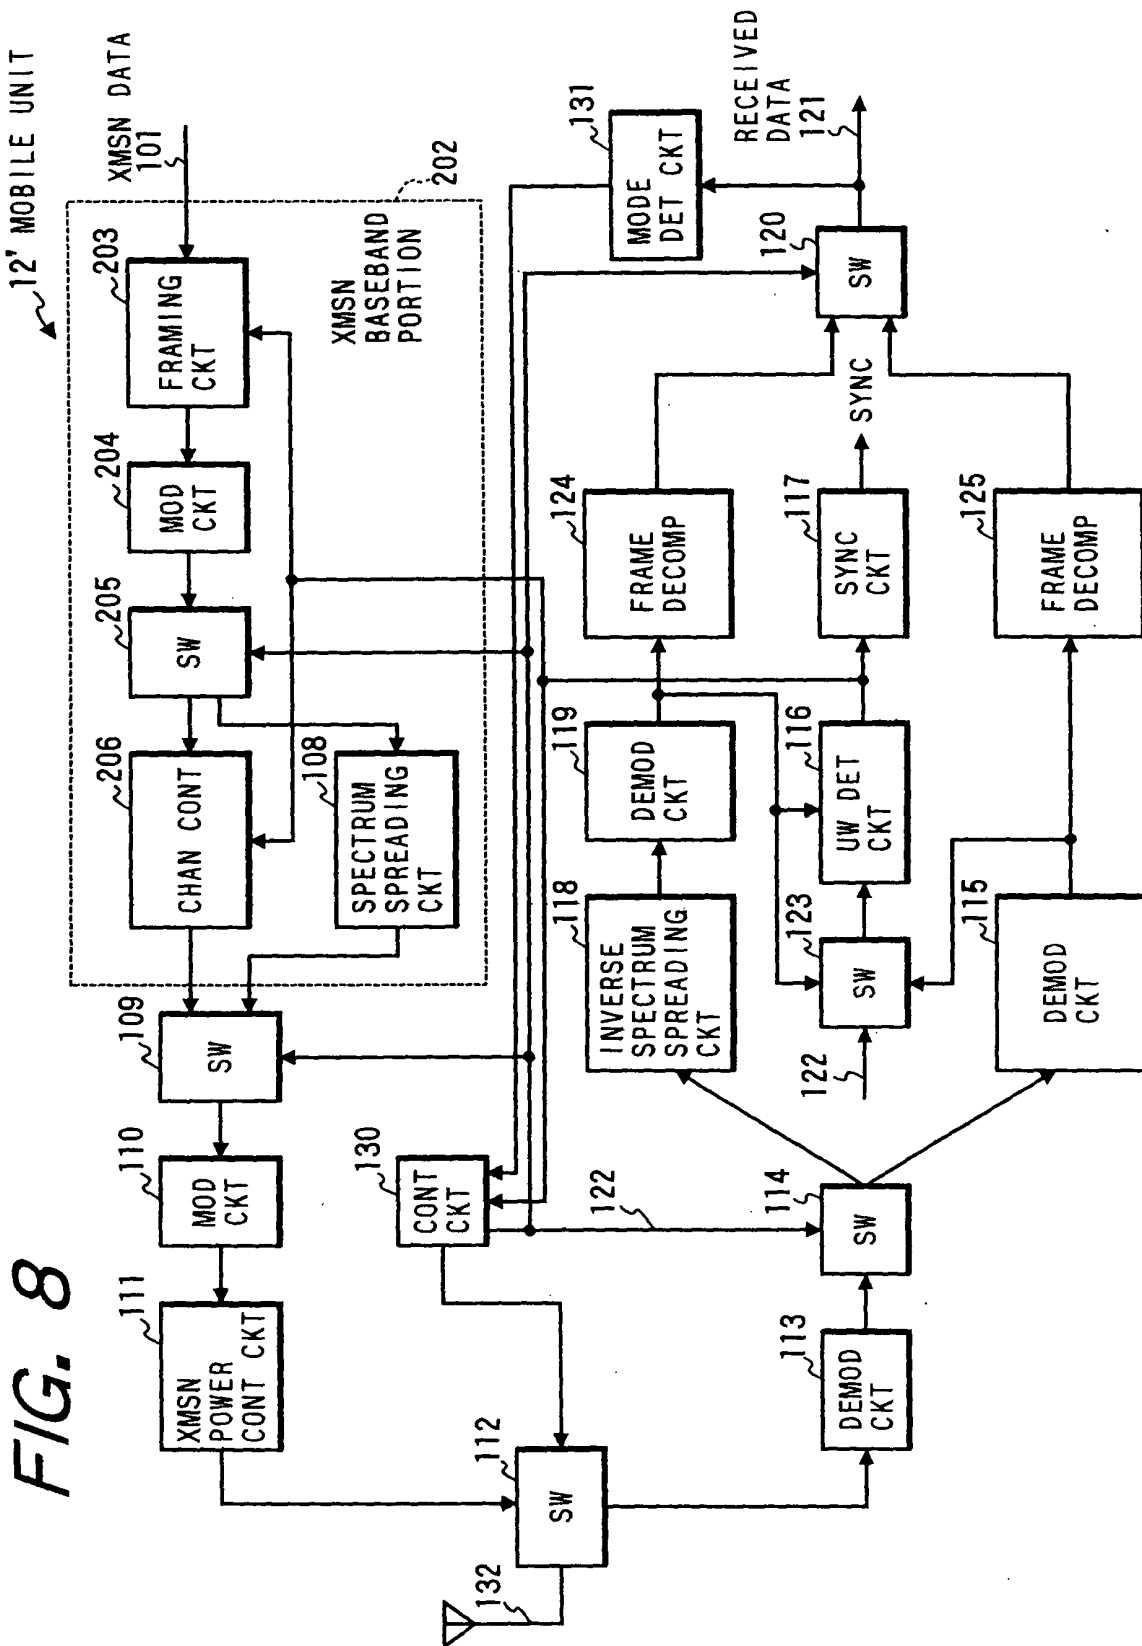 FIG. 8
12' MOBILE UNIT
XMSN DATA
101
202
XMSN
BASEBAND
PORTION
203
FRAMING
CKT
204
MOD
CKT
205
SW
206
CHAN CONT
108
SPECTRUM
SPREADING
CKT
109
SW
110
MOD
CKT
111
XMSN
POWER
CONT CKT
130
CONT
CKT
112
SW
132
113
DEMOD
CKT
114
SW
122
118
INVERSE
SPECTRUM
SPREADING
CKT
119
DEMOD
CKT
124
FRAME
DECOMP
122
123
SW
116
UW DET
CKT
117
SYNC
CKT
SYNC
115
DEMOD
CKT
125
FRAME
DECOMP
120
SW
131
MODE
DET CKT
RECEIVED
DATA
121